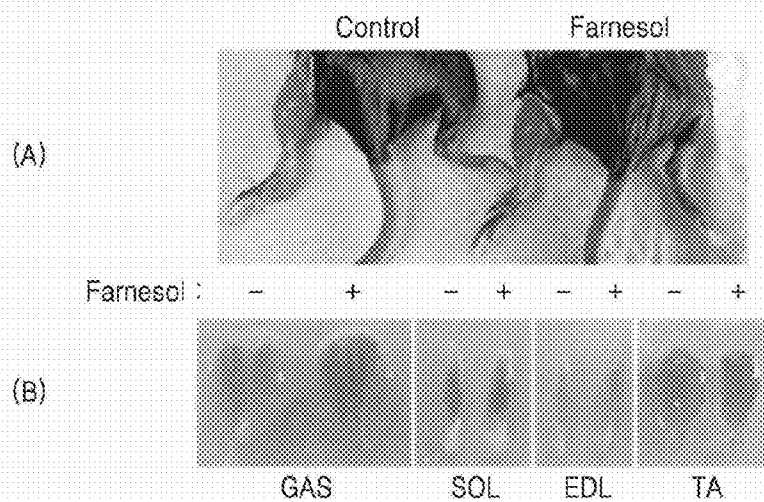 Control Farnesol
(A)
Farnesol : - + - + - + - +
(B)
GAS SOL EDL TA